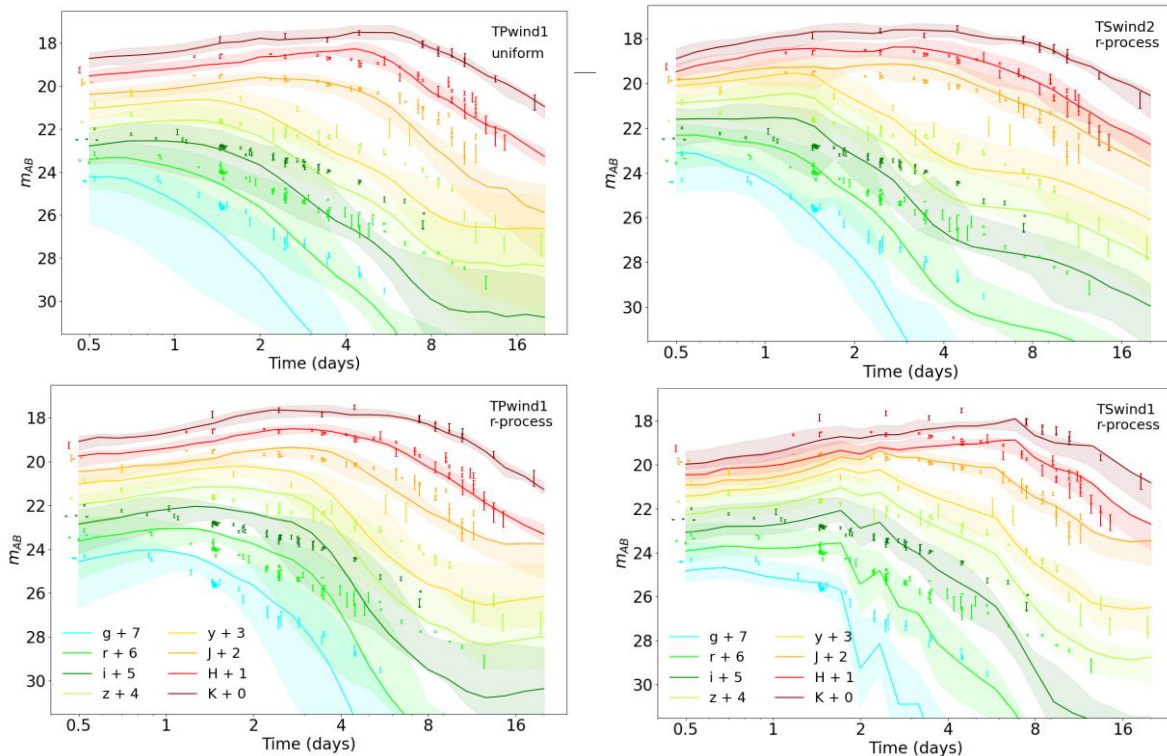 TPwind1
uniform
18
20
22
24
26
28
30
m_AB
0.5 1 2 4 8 16
Time (days)
TSwind2
r-process
18
20
22
24
26
28
30
m_AB
0.5 1 2 4 8 16
Time (days)
TPwind1
r-process
18
20
22
24
26
28
30
m_AB
g + 7 y + 3
r + 6 J + 2
i + 5 H + 1
z + 4 K + 0
0.5 1 2 4 8 16
Time (days)
TSwind1
r-process
18
20
22
24
26
28
30
m_AB
g + 7 y + 3
r + 6 J + 2
i + 5 H + 1
z + 4 K + 0
0.5 1 2 4 8 16
Time (days)